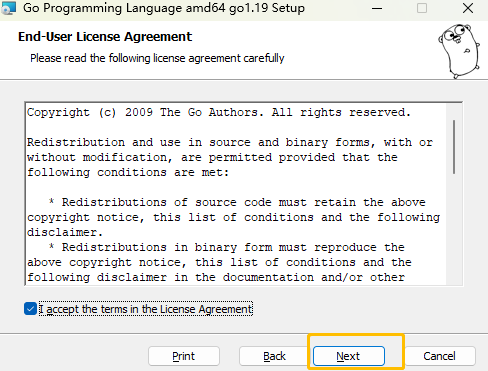 Go Programming Language amd64 go1.19 Setup
End-User License Agreement
Please read the following license agreement carefully
Copyright (c) 2009 The Go Authors. All rights reserved.
Redistribution and use in source and binary forms, with or
without modification, are permitted provided that the
following conditions are met:
* Redistributions of source code must retain the above
copyright notice, this list of conditions and the following
disclaimer.
* Redistributions in binary form must reproduce the
above copyright notice, this list of conditions and the
following disclaimer in the documentation and/or other
I accept the terms in the License Agreement
Print
Back
Next
Cancel